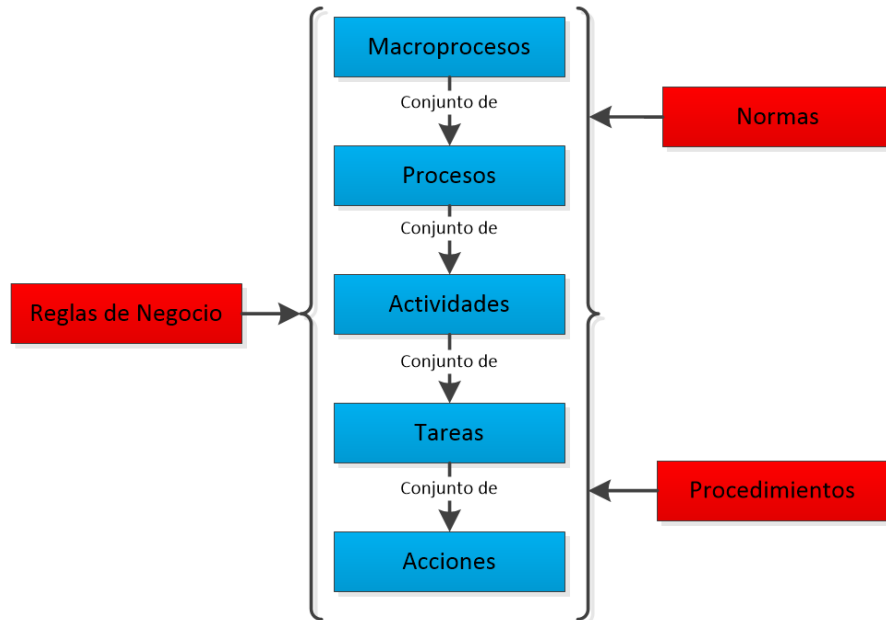 Macroprocesos
Conjunto de
Normas
Procesos
Conjunto de
Reglas de Negocio
Actividades
Conjunto de
Tareas
Conjunto de
Procedimientos
Acciones